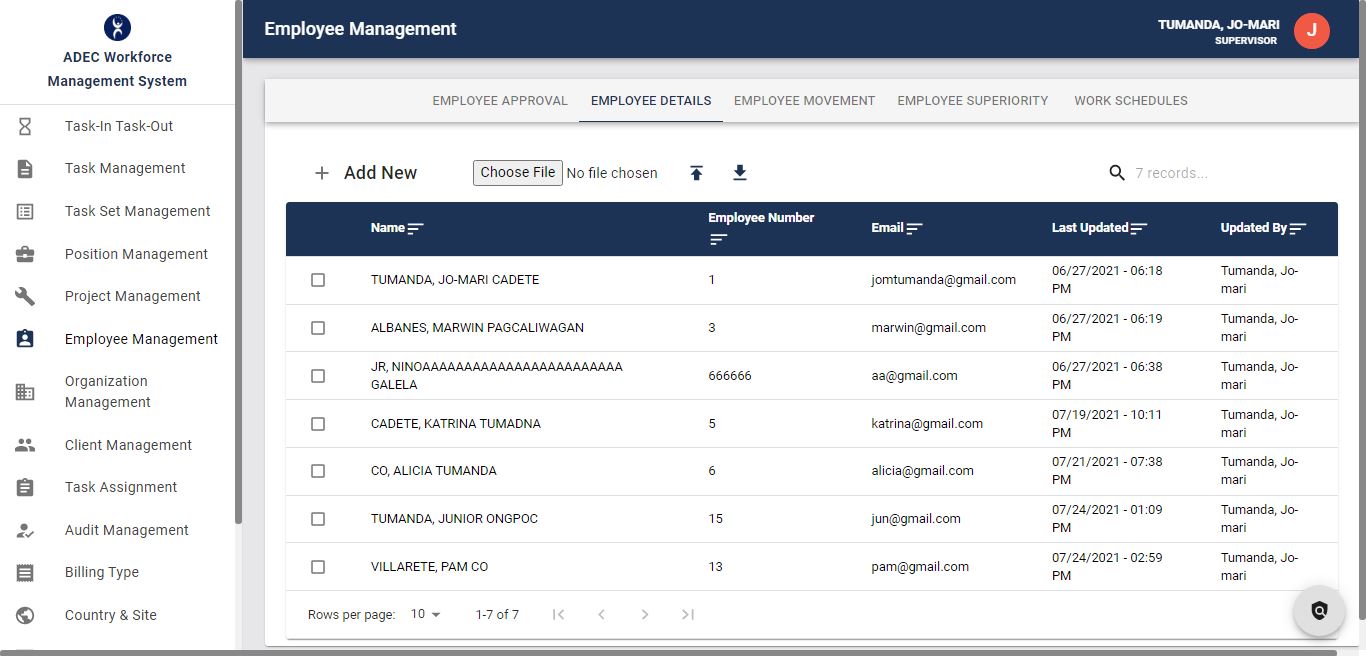 ADEC Workforce
Management System
Task-In Task-Out
Task Management
Task Set Management
Position Management
Project Management
Employee Management
Organization
Management
Client Management
Task Assignment
Audit Management
Billing Type
Country & Site
Employee Management
TUMANDA, JO-MARI
SUPERVISOR
J
EMPLOYEE APPROVAL EMPLOYEE DETAILS EMPLOYEE MOVEMENT EMPLOYEE SUPERIORITY WORK SCHEDULES
Add New Choose File No file chosen 7 records...
Name Employee Number Email Last Updated Updated By
TUMANDA, JO-MARI CADETE 1 jomtumanda@gmail.com 06/27/2021 - 06:18 Tumanda, Jo-
PM mari
ALBANES, MARWIN PAGCALIWAGAN 3 marwin@gmail.com 06/27/2021 - 06:19 Tumanda, Jo-
PM mari
JR, NINOAAAAAAAAAAAAAAAAAAAAAAAA 666666 aa@gmail.com 06/27/2021 - 06:38 Tumanda, Jo-
GALELA PM mari
CADETE, KATRINA TUMADNA 5 katrina@gmail.com 07/19/2021 - 10:11 Tumanda, Jo-
PM mari
CO, ALICIA TUMANDA 6 alicia@gmail.com 07/21/2021 - 07:38 Tumanda, Jo-
PM mari
TUMANDA, JUNIOR ONGPOC 15 jun@gmail.com 07/24/2021 - 01:09 Tumanda, Jo-
PM mari
VILLARETE, PAM CO 13 pam@gmail.com 07/24/2021 - 02:59 Tumanda, Jo-
PM mari
Rows per page: 10 1-7 of 7